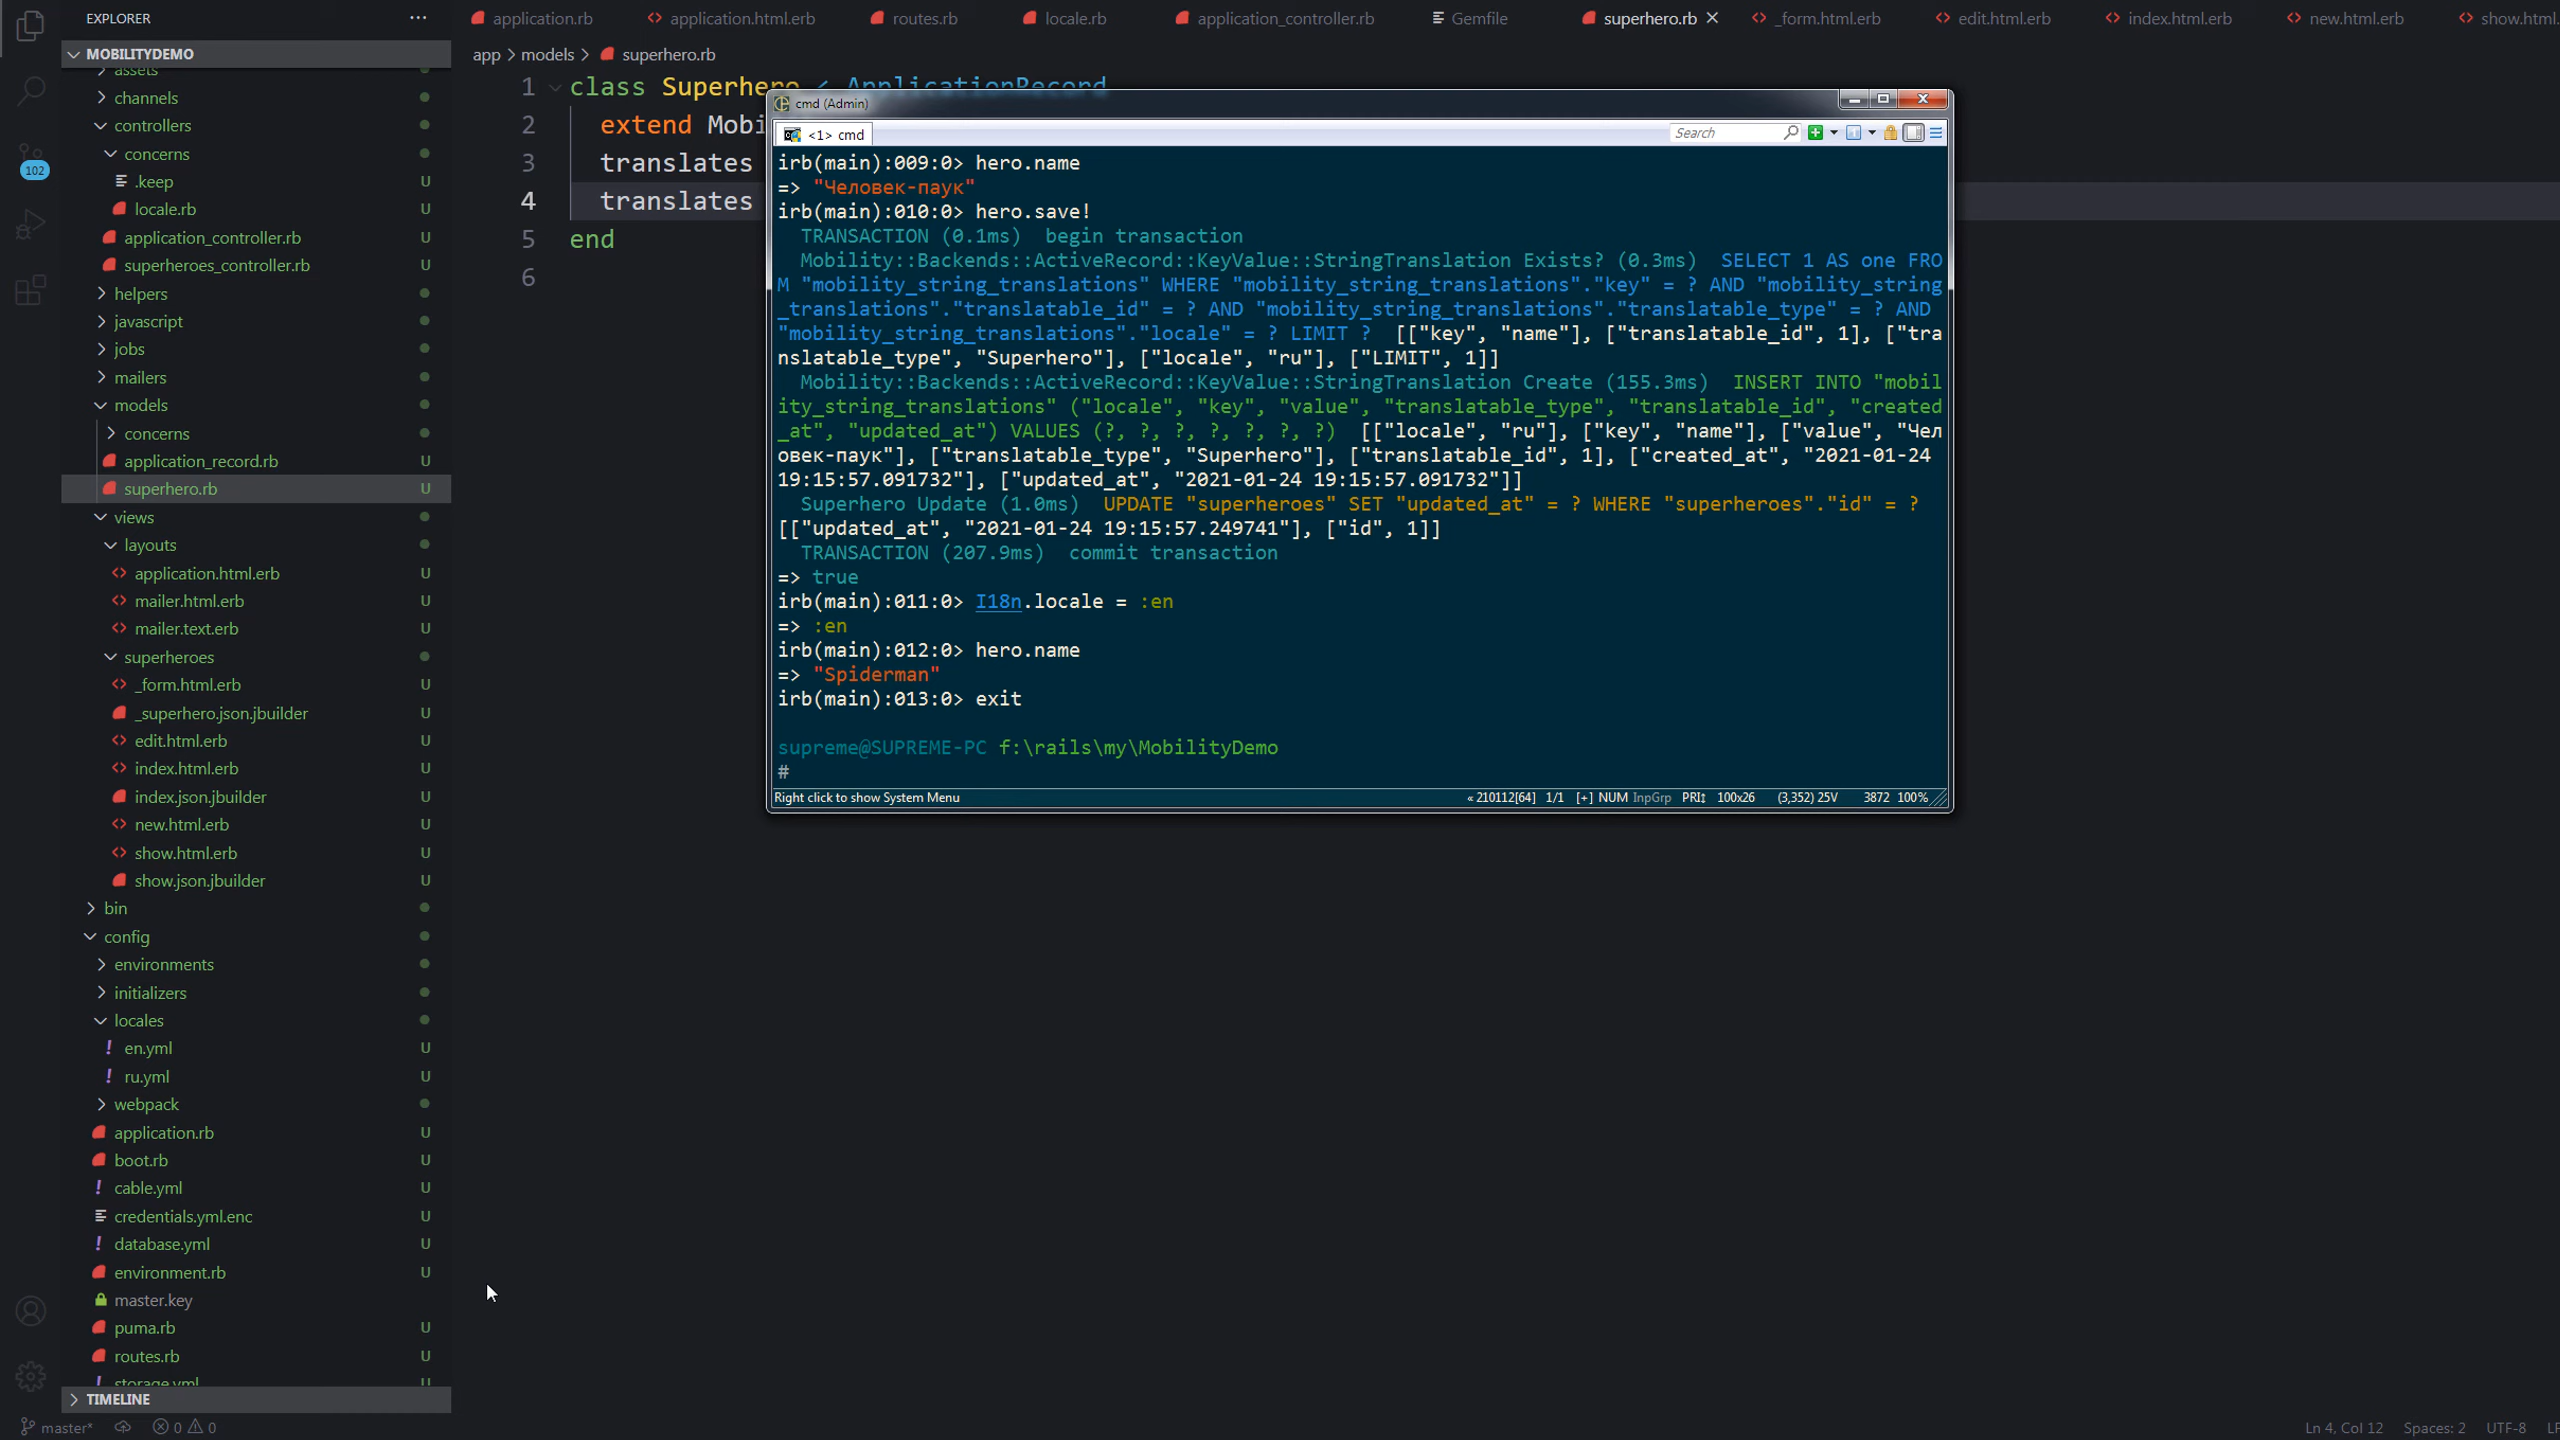 EXPLORER
MOBILITYDEMO
assets
channels
controllers
concerns
.keep U
locale.rb U
application_controller.rb U
superheroes_controller.rb U
helpers
javascript
jobs
mailers
models
concerns
application_record.rb U
superhero.rb U
views
layouts
application.html.erb U
mailer.html.erb U
mailer.text.erb U
superheroes
_form.html.erb U
_superhero.json.jbuilder U
edit.html.erb U
index.html.erb U
index.json.jbuilder U
new.html.erb U
show.html.erb U
show.json.jbuilder U
bin
config
environments
initializers
locales
en.yml U
ru.yml U
webpack
application.rb U
boot.rb U
cable.yml U
credentials.yml.enc U
database.yml U
environment.rb U
master.key
puma.rb U
routes.rb U
storage.yml U
TIMELINE
102
master* 0 0
application.rb application.html.erb routes.rb locale.rb application_controller.rb Gemfile superhero.rb _form.html.erb edit.html.erb index.html.erb new.html.erb show.html.
app > models > superhero.rb
1 class Superhero < ApplicationRecord
2 extend Mobi
3 translates
4 translates
5 end
6
cmd (Admin)
<1> cmd Search
irb(main):009:0> hero.name
=> "Человек-паук"
irb(main):010:0> hero.save!
TRANSACTION (0.1ms) begin transaction
Mobility::Backends::ActiveRecord::KeyValue::StringTranslation Exists? (0.3ms) SELECT 1 AS one FRO
M "mobility_string_translations" WHERE "mobility_string_translations"."key" = ? AND "mobility_string
_translations"."translatable_id" = ? AND "mobility_string_translations"."translatable_type" = ? AND
"mobility_string_translations"."locale" = ? LIMIT ? [["key", "name"], ["translatable_id", 1], ["tra
nslatable_type", "Superhero"], ["locale", "ru"], ["LIMIT", 1]]
Mobility::Backends::ActiveRecord::KeyValue::StringTranslation Create (155.3ms) INSERT INTO "mobil
ity_string_translations" ("locale", "key", "value", "translatable_type", "translatable_id", "created
_at", "updated_at") VALUES (?, ?, ?, ?, ?, ?, ?) [["locale", "ru"], ["key", "name"], ["value", "Чел
овек-паук"], ["translatable_type", "Superhero"], ["translatable_id", 1], ["created_at", "2021-01-24
19:15:57.091732"], ["updated_at", "2021-01-24 19:15:57.091732"]]
Superhero Update (1.0ms) UPDATE "superheroes" SET "updated_at" = ? WHERE "superheroes"."id" = ?
[["updated_at", "2021-01-24 19:15:57.249741"], ["id", 1]]
TRANSACTION (207.9ms) commit transaction
=> true
irb(main):011:0> I18n.locale = :en
=> :en
irb(main):012:0> hero.name
=> "Spiderman"
irb(main):013:0> exit
supreme@SUPREME-PC f:\rails\my\MobilityDemo
#
Right click to show System Menu « 210112[64] 1/1 [+] NUM InpGrp PRI↕ 100x26 (3,352) 25V 3872 100%
Ln 4, Col 12 Spaces: 2 UTF-8 LF